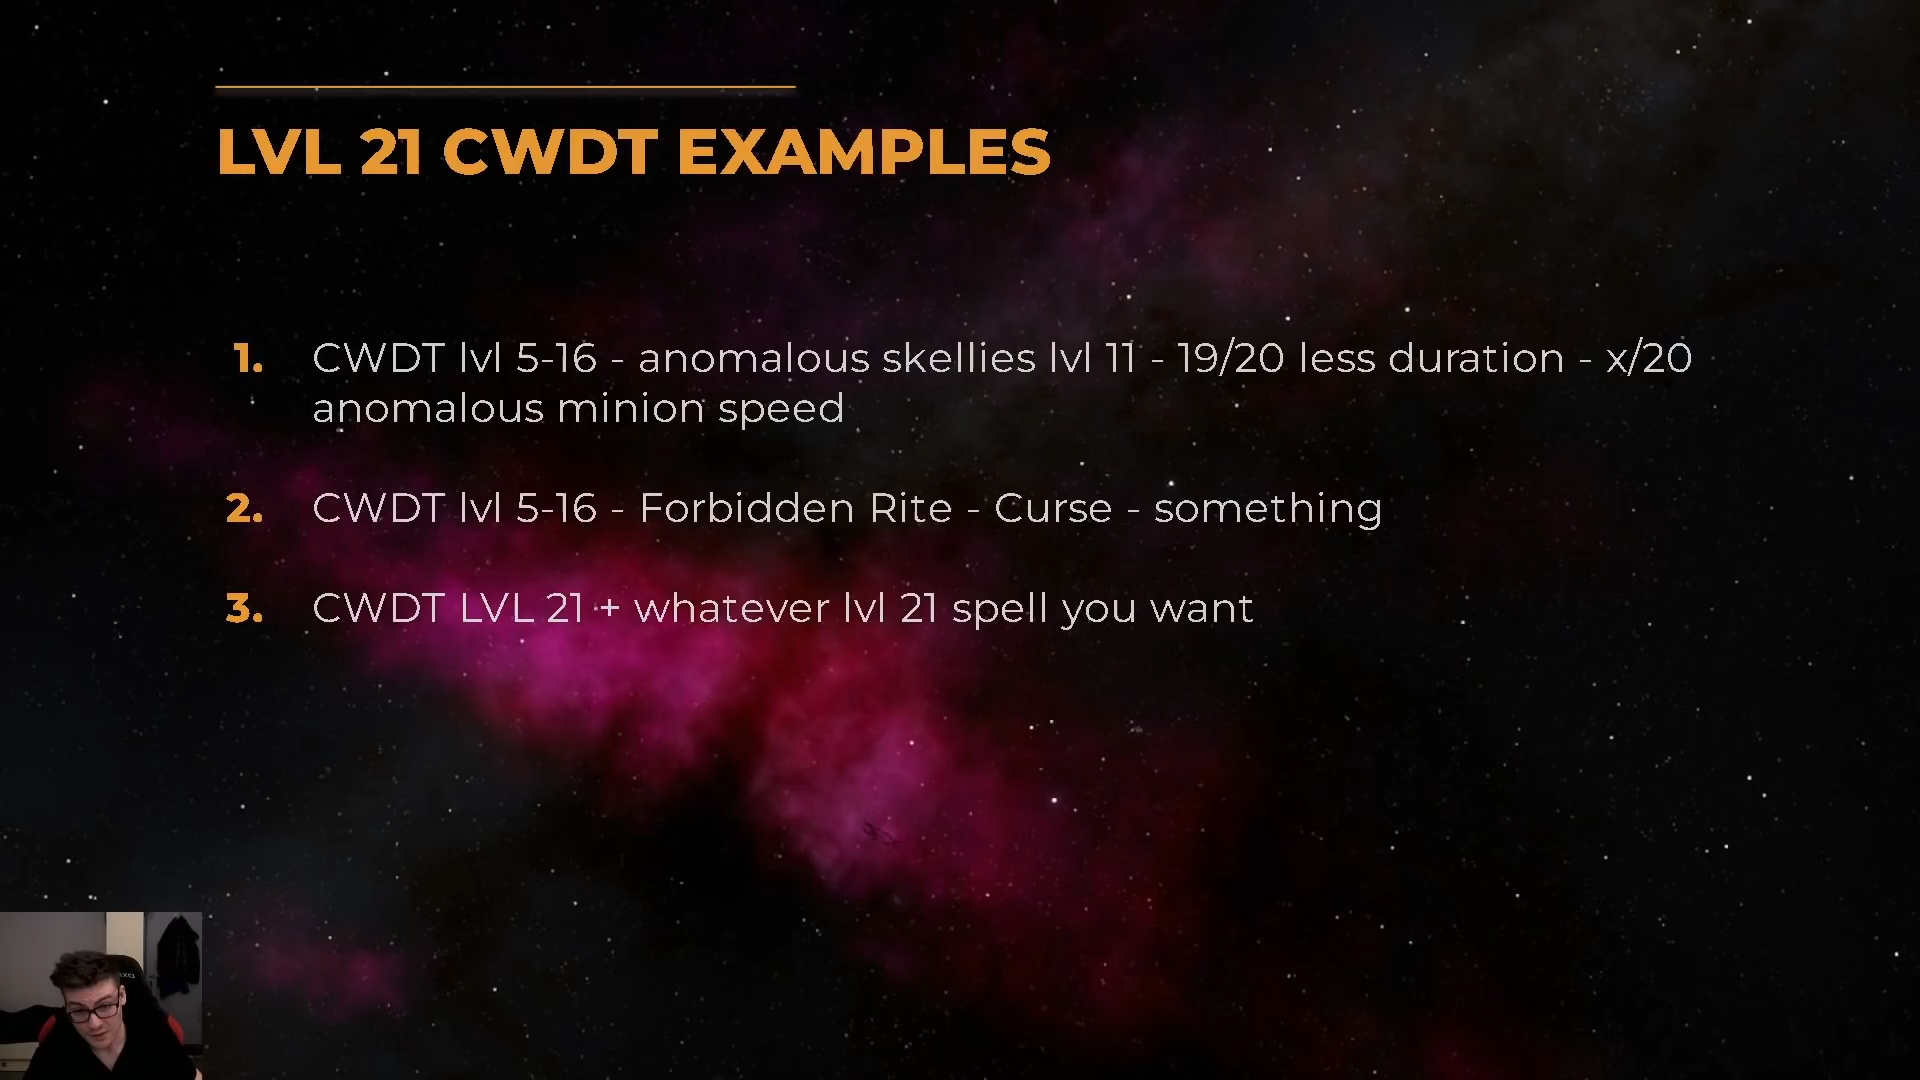 LVL 21 CWDT EXAMPLES
1. CWDT lvl 5-16 - anomalous skellies lvl 11 - 19/20 less duration - x/20
anomalous minion speed
2. CWDT lvl 5-16 - Forbidden Rite - Curse - something
3. CWDT LVL 21 + whatever lvl 21 spell you want